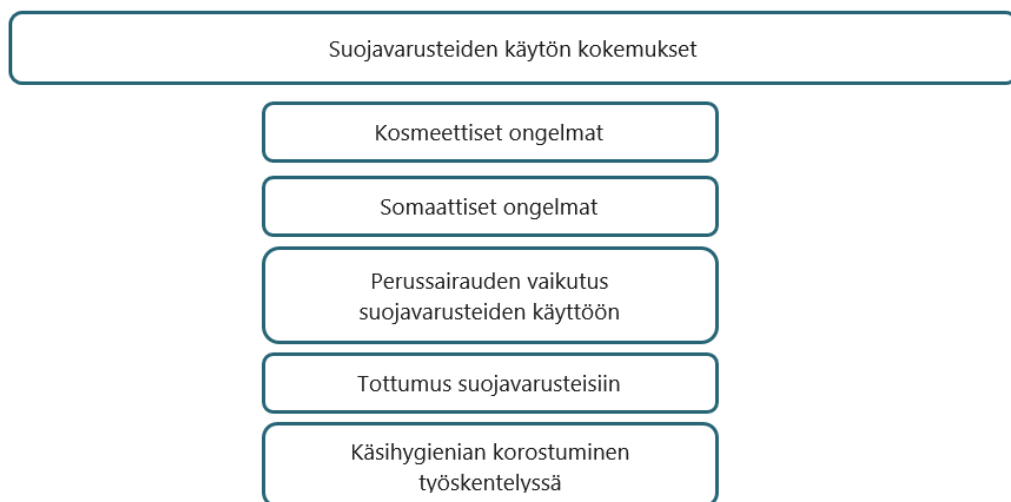 Suojavarusteiden käytön kokemukset
Kosmeettiset ongelmat
Somaattiset ongelmat
Perussairauden vaikutus
suojavarusteiden käyttöön
Tottumus suojavarusteisiin
Käsihygienian korostuminen
työskentelyssä